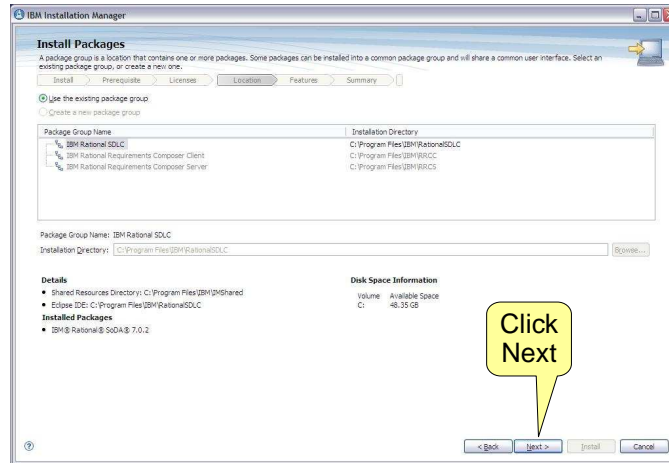 IBM Installation Manager
Install Packages
A package group is a location that contains one or more packages. Some packages can be installed into a common package group and will share a common user interface. Select an
existing package group, or create a new one.
Install Prerequisite Licenses Location Features Summary
Use the existing package group
Create a new package group
Package Group Name Installation Directory
IBM Rational SDLC C:\Program Files\IBM\RationalSDLC
IBM Rational Requirements Composer Client C:\Program Files\IBM\RRCC
IBM Rational Requirements Composer Server C:\Program Files\IBM\RRCS
Package Group Name: IBM Rational SDLC
Installation Directory: C:\Program Files\IBM\RationalSDLC Browse...
Details Disk Space Information
Shared Resources Directory: C:\Program Files\IBM\IMShared Volume Available Space
Eclipse IDE: C:\Program Files\IBM\RationalSDLC C: 48.35 GB
Installed Packages
IBM® Rational® SoDA® 7.0.2
Click
Next
? < Back Next > Install Cancel